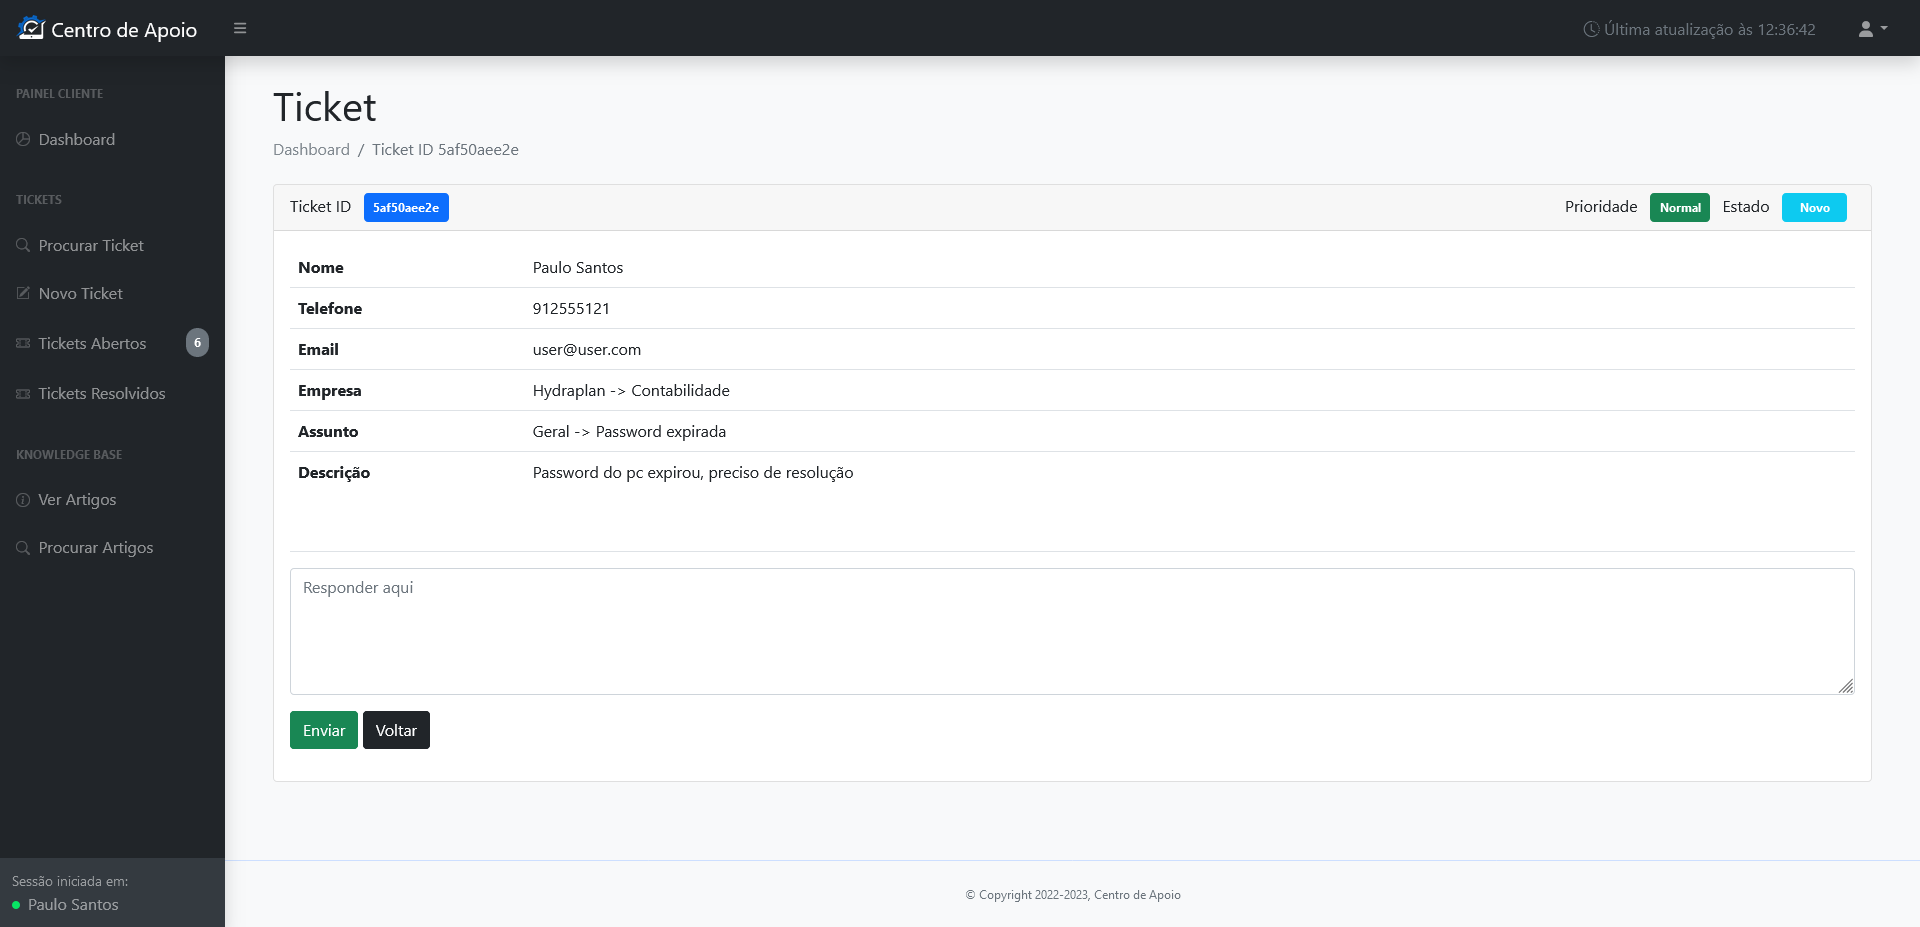 Centro de Apoio
Última atualização às 12:36:42
PAINEL CLIENTE
Dashboard
TICKETS
Procurar Ticket
Novo Ticket
Tickets Abertos 6
Tickets Resolvidos
KNOWLEDGE BASE
Ver Artigos
Procurar Artigos
Sessão iniciada em:
Paulo Santos
Ticket
Dashboard / Ticket ID 5af50aee2e
Ticket ID 5af50aee2e Prioridade Normal Estado Novo
Nome Paulo Santos
Telefone 912555121
Email user@user.com
Empresa Hydraplan -> Contabilidade
Assunto Geral -> Password expirada
Descrição Password do pc expirou, preciso de resolução
Responder aqui
Enviar Voltar
© Copyright 2022-2023, Centro de Apoio